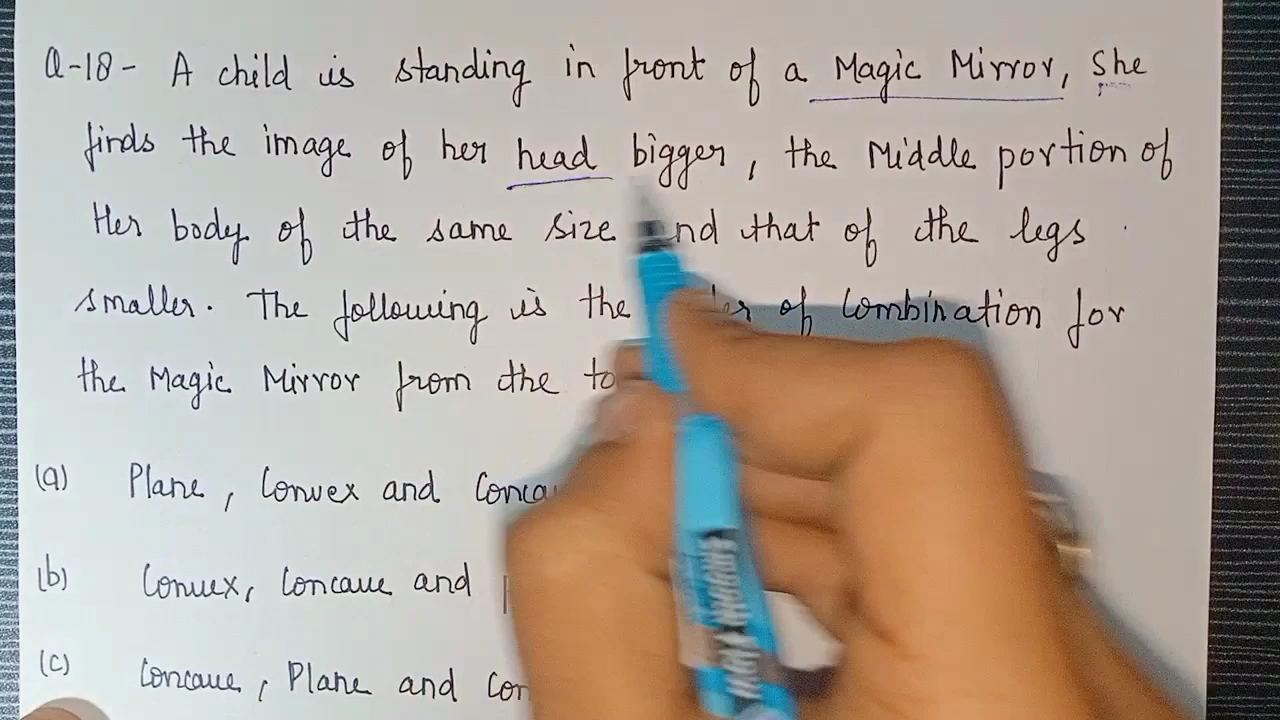 Q-18- A child is standing in front of a Magic Mirror, She
finds the image of her head bigger, the Middle portion of
Her body of the same size and that of the legs
smaller. The following is the of Combination for
the Magic Mirror from the
(a) Plane, Convex and
(b) Convex, Concave and
(c) Concave, Plane and